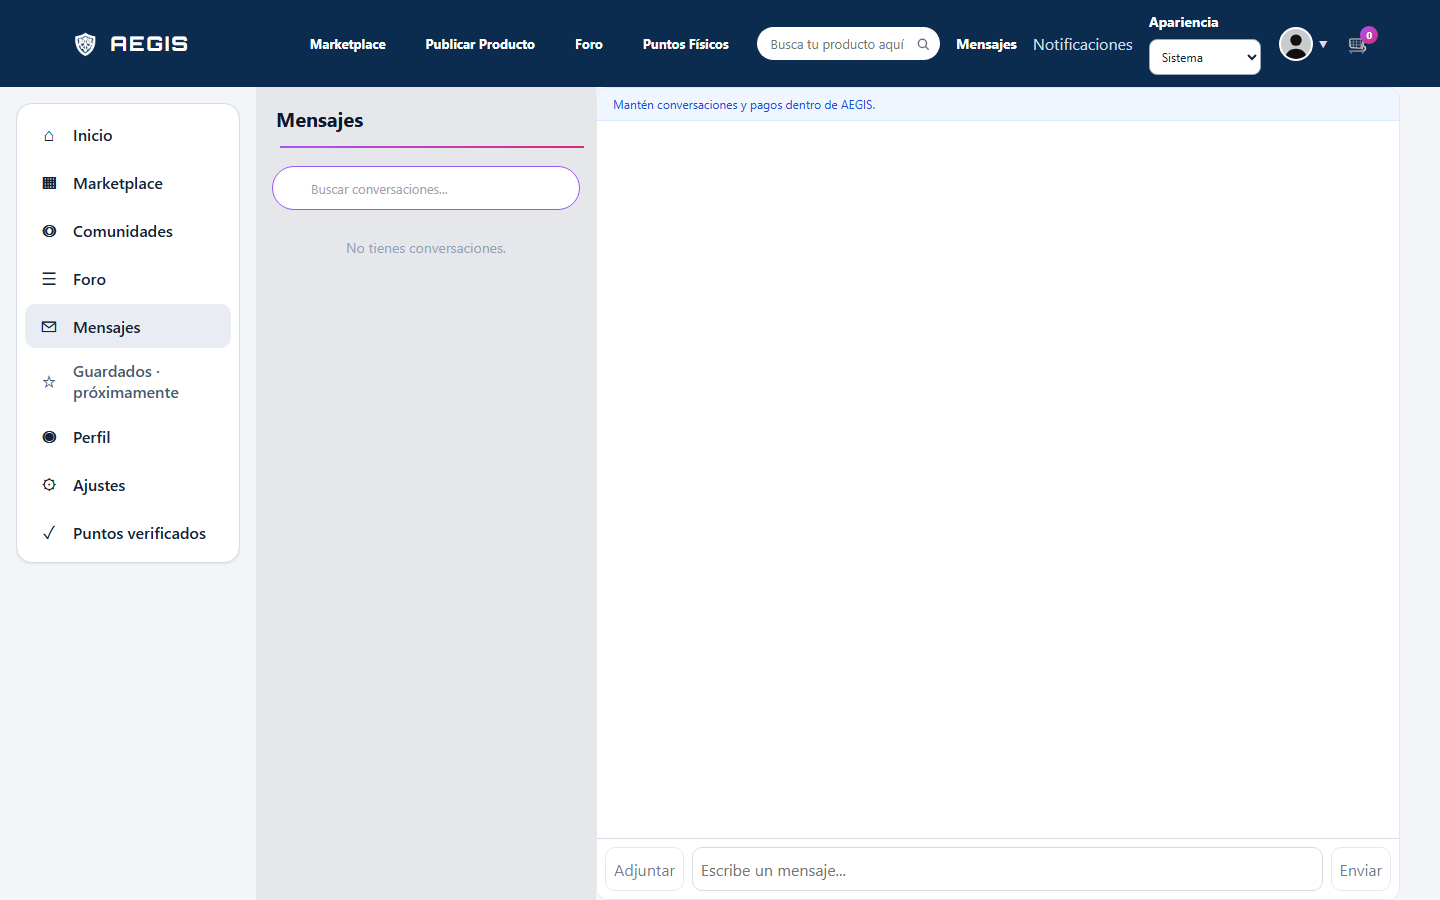 AEGIS
Marketplace
Publicar Producto
Foro
Puntos Físicos
Busca tu producto aquí
Mensajes
Notificaciones
Apariencia
Sistema
0
Inicio
Marketplace
Comunidades
Foro
Mensajes
Guardados ·
próximamente
Perfil
Ajustes
Puntos verificados
Mensajes
Buscar conversaciones...
No tienes conversaciones.
Mantén conversaciones y pagos dentro de AEGIS.
Adjuntar
Escribe un mensaje...
Enviar